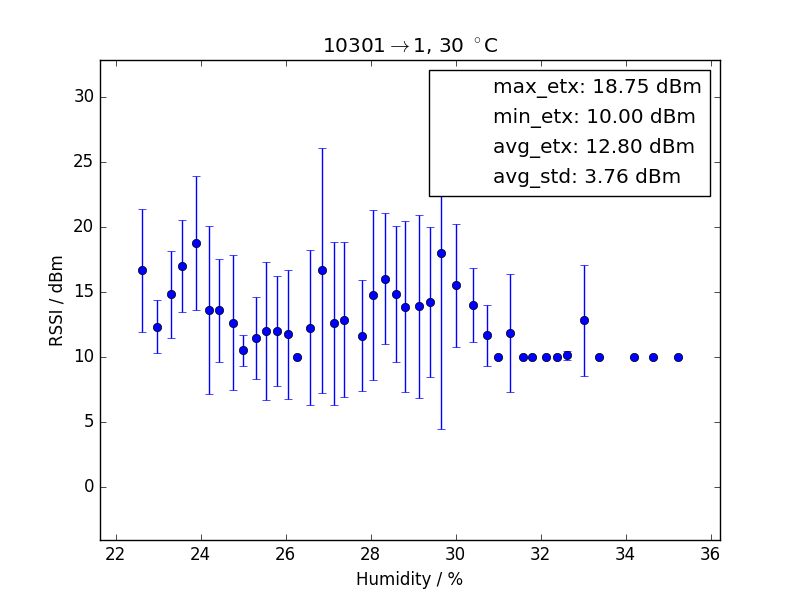 10301→1, 30 °C
max_etx: 18.75 dBm
min_etx: 10.00 dBm
avg_etx: 12.80 dBm
avg_std: 3.76 dBm
RSSI / dBm
30
25
20
15
10
5
0
22 24 26 28 30 32 34 36
Humidity / %